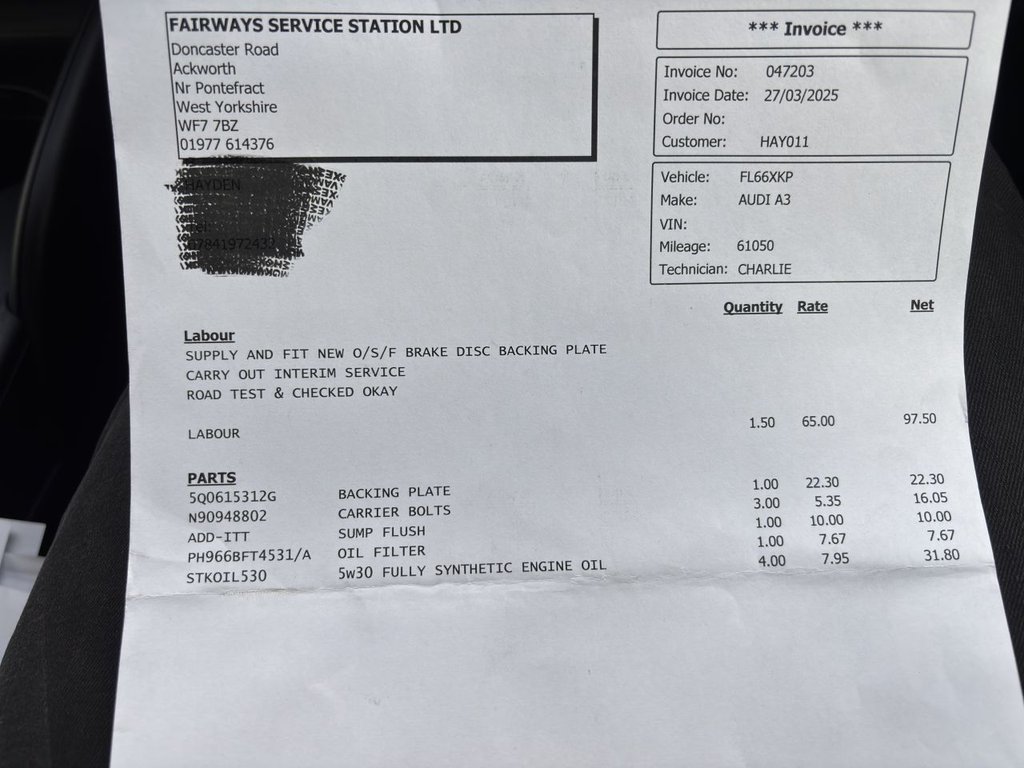 FAIRWAYS SERVICE STATION LTD
Doncaster Road
Ackworth
Nr Pontefract
West Yorkshire
WF7 7BZ
01977 614376
*** Invoice ***
Invoice No: 047203
Invoice Date: 27/03/2025
Order No:
Customer: HAY011
Vehicle: FL66XKP
Make: AUDI A3
VIN:
Mileage: 61050
Technician: CHARLIE
Quantity Rate Net
Labour
SUPPLY AND FIT NEW O/S/F BRAKE DISC BACKING PLATE
CARRY OUT INTERIM SERVICE
ROAD TEST & CHECKED OKAY
LABOUR 1.50 65.00 97.50
PARTS
5Q0615312G BACKING PLATE 1.00 22.30 22.30
N90948802 CARRIER BOLTS 3.00 5.35 16.05
ADD-ITT SUMP FLUSH 1.00 10.00 10.00
PH966BFT4531/A OIL FILTER 1.00 7.67 7.67
STKOIL530 5w30 FULLY SYNTHETIC ENGINE OIL 4.00 7.95 31.80